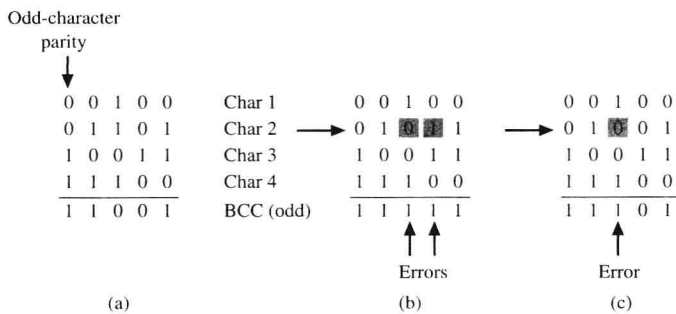 Odd-character
parity
0 0 1 0 0 Char 1 0 0 1 0 0 0 0 1 0 0
0 1 1 0 1 Char 2 0 1 0 1 1 0 1 0 0 1
1 0 0 1 1 Char 3 1 0 0 1 1 1 0 0 1 1
1 1 1 0 0 Char 4 1 1 1 0 0 1 1 1 0 0
1 1 0 0 1 BCC (odd) 1 1 1 1 1 1 1 1 0 1
Errors Error
(a) (b) (c)